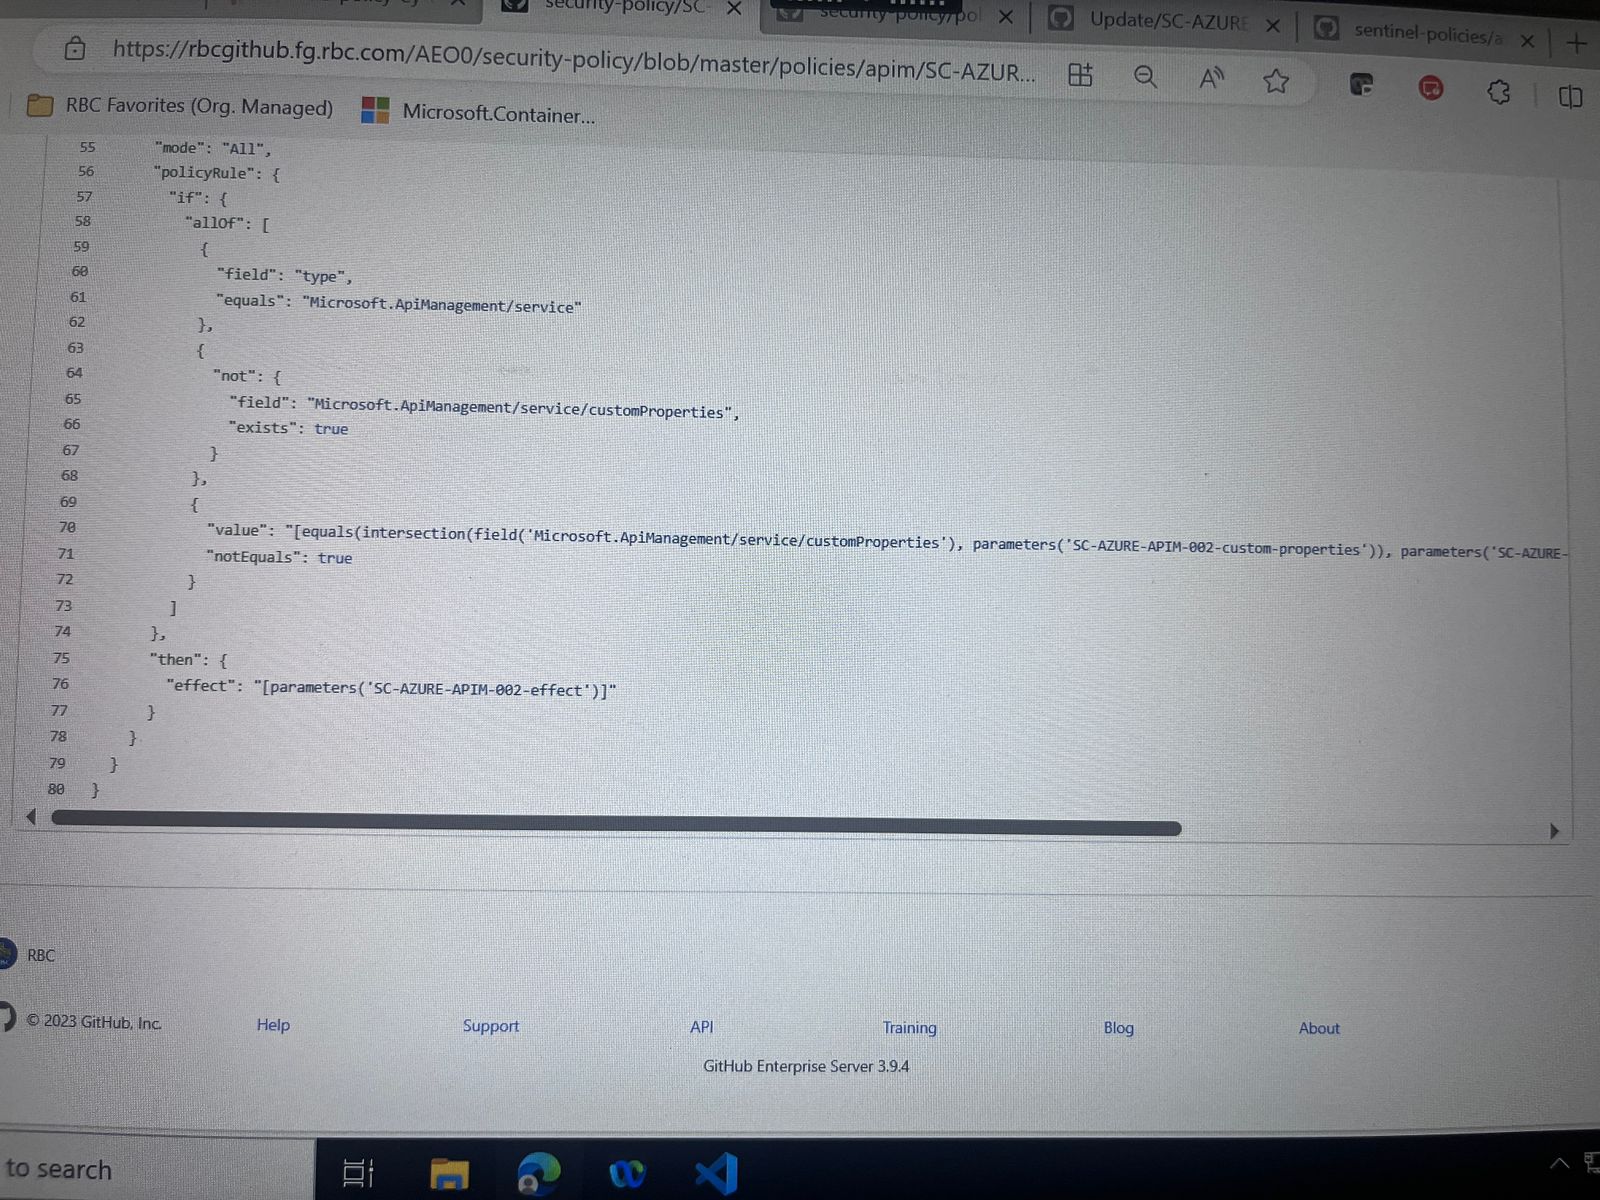 security-policy/SC-
security-policy/pol
Update/SC-AZURE
sentinel-policies/a
https://rbcgithub.fg.rbc.com/AEO0/security-policy/blob/master/policies/apim/SC-AZUR...
RBC Favorites (Org. Managed)
Microsoft.Container...
55 "mode": "All",
56 "policyRule": {
57 "if": {
58 "allOf": [
59 {
60 "field": "type",
61 "equals": "Microsoft.ApiManagement/service"
62 },
63 {
64 "not": {
65 "field": "Microsoft.ApiManagement/service/customProperties",
66 "exists": true
67 }
68 },
69 {
70 "value": "[equals(intersection(field('Microsoft.ApiManagement/service/customProperties'), parameters('SC-AZURE-APIM-002-custom-properties')), parameters('SC-AZURE-
71 "notEquals": true
72 }
73 ]
74 },
75 "then": {
76 "effect": "[parameters('SC-AZURE-APIM-002-effect')]"
77 }
78 }
79 }
80 }
RBC
© 2023 GitHub, Inc.
Help
Support
API
Training
Blog
About
GitHub Enterprise Server 3.9.4
to search